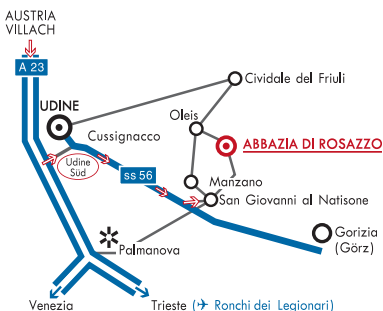 AUSTRIA
VILLACH
A 23
Cividale del Friuli
UDINE
Oleis
Cussignacco
ABBAZIA DI ROSAZZO
Udine
Süd
ss 56
Manzano
San Giovanni al Natisone
Palmanova
Gorizia
(Görz)
Venezia
Trieste (✈ Ronchi dei Legionari)